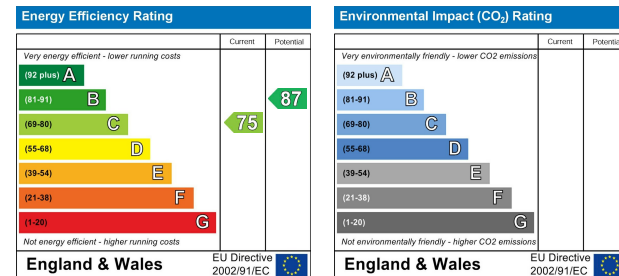 Energy Efficiency Rating
Current Potential
Very energy efficient - lower running costs
(92 plus) A
(81-91) B
87
(69-80) C
75
(55-68) D
(39-54) E
(21-38) F
(1-20) G
Not energy efficient - higher running costs
England & Wales
EU Directive
2002/91/EC
Environmental Impact (CO₂) Rating
Current Potentia
Very environmentally friendly - lower CO2 emissions
(92 plus) A
(81-91) B
(69-80) C
(55-68) D
(39-54) E
(21-38) F
(1-20) G
Not environmentally friendly - higher CO2 emissions
England & Wales
EU Directive
2002/91/EC